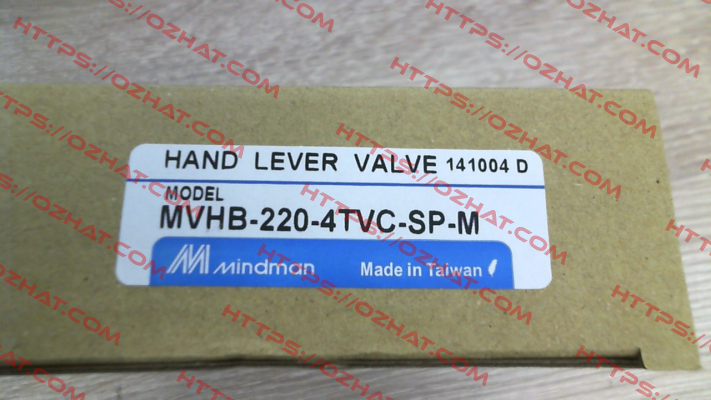 HAND LEVER VALVE 141004 D
MODEL
MVHB-220-4TVC-SP-M
mindman Made in Taiwan
HTTPS://OZHAT.COM